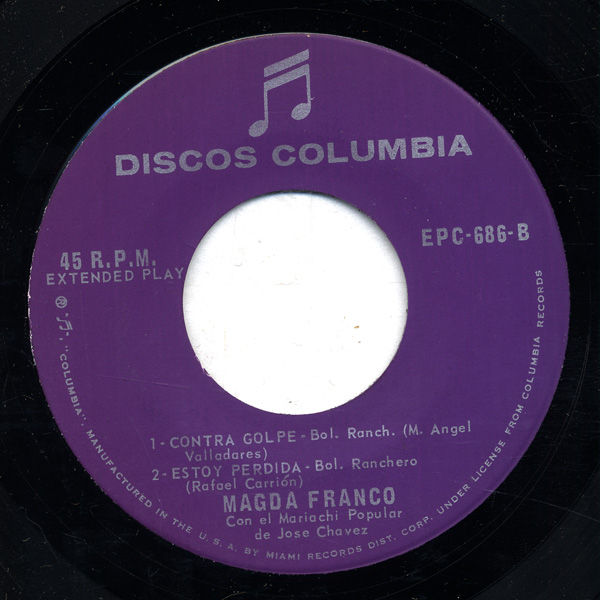 DISCOS COLUMBIA
45 R.P.M.
EXTENDED PLAY
EPC-686-B
1-CONTRA GOLPE-Bol. Ranch. (M. Angel
Valladares)
2-ESTOY PERDIDA-Bol. Ranchero
(Rafael Carrión)
MAGDA FRANCO
Con el Mariachi Popular
de Jose Chavez
"COLUMBIA". MANUFACTURED IN THE U. S. A. BY MIAMI RECORDS DIST. CORP. UNDER LICENSE FROM COLUMBIA RECORDS